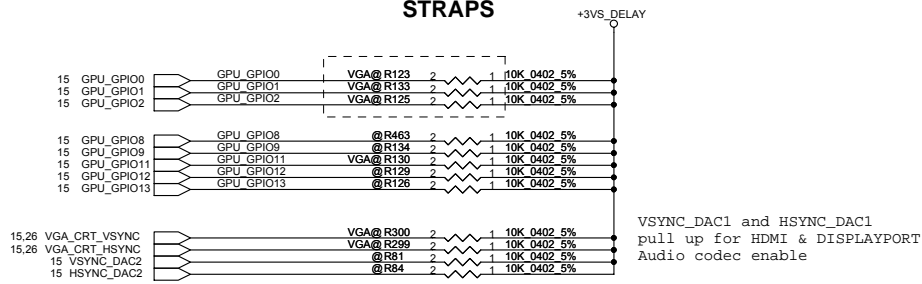 STRAPS
+3VS_DELAY
15 GPU_GPIO0 GPU_GPIO0 VGA@ R123 2 1 10K_0402_5%
15 GPU_GPIO1 GPU_GPIO1 VGA@ R133 2 1 10K_0402_5%
15 GPU_GPIO2 GPU_GPIO2 VGA@ R125 2 1 10K_0402_5%
15 GPU_GPIO8 GPU_GPIO8 @ R463 2 1 10K_0402_5%
15 GPU_GPIO9 GPU_GPIO9 @ R134 2 1 10K_0402_5%
15 GPU_GPIO11 GPU_GPIO11 VGA@ R130 2 1 10K_0402_5%
15 GPU_GPIO12 GPU_GPIO12 @ R129 2 1 10K_0402_5%
15 GPU_GPIO13 GPU_GPIO13 @ R126 2 1 10K_0402_5%
15,26 VGA_CRT_VSYNC VGA@ R300 2 1 10K_0402_5%
15,26 VGA_CRT_HSYNC VGA@ R299 2 1 10K_0402_5%
15 VSYNC_DAC2 @ R81 2 1 10K_0402_5%
15 HSYNC_DAC2 @ R84 2 1 10K_0402_5%
VSYNC_DAC1 and HSYNC_DAC1
pull up for HDMI & DISPLAYPORT
Audio codec enable